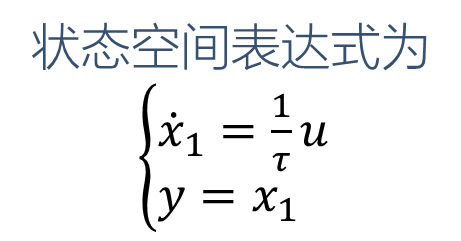 状态空间表达式为
ẋ₁ = 1/τ u
y = x₁